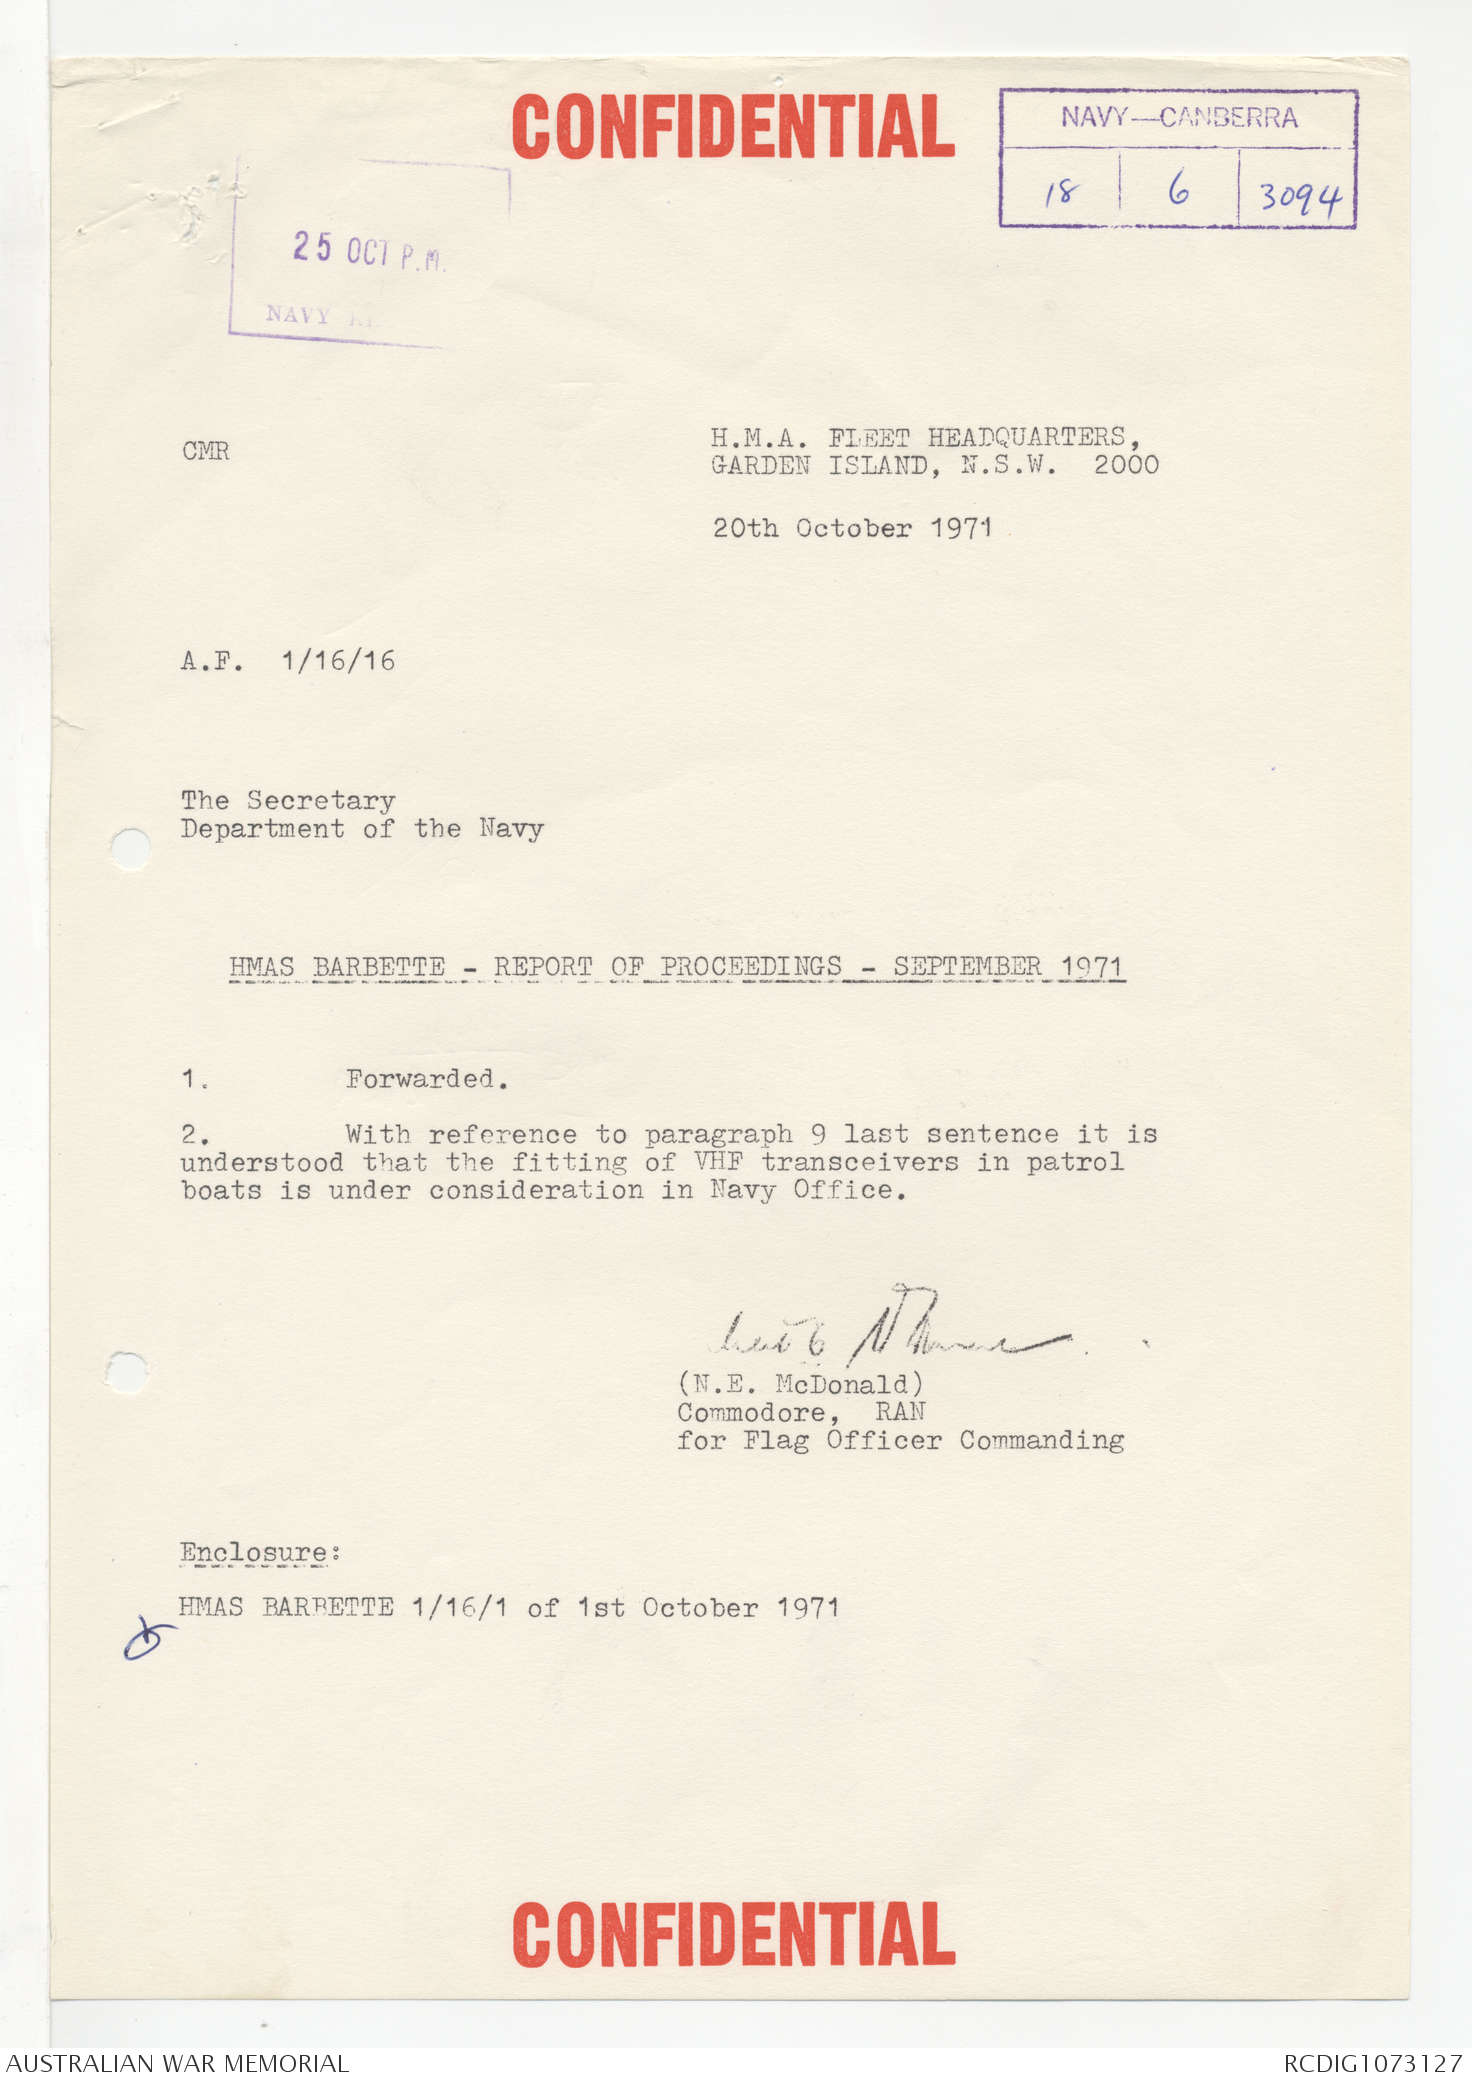 CONFIDENTIAL
NAVY—CANBERRA
18 6 3094
25 OCT P.M.
NAVY
CMR
H.M.A. FLEET HEADQUARTERS,
GARDEN ISLAND, N.S.W. 2000
20th October 1971
A.F. 1/16/16
The Secretary
Department of the Navy
HMAS BARBETTE - REPORT OF PROCEEDINGS - SEPTEMBER 1971
1. Forwarded.
2. With reference to paragraph 9 last sentence it is
understood that the fitting of VHF transceivers in patrol
boats is under consideration in Navy Office.
(N.E. McDonald)
Commodore, RAN
for Flag Officer Commanding
Enclosure:
HMAS BARBETTE 1/16/1 of 1st October 1971
CONFIDENTIAL
AUSTRALIAN WAR MEMORIAL
RCDIG1073127